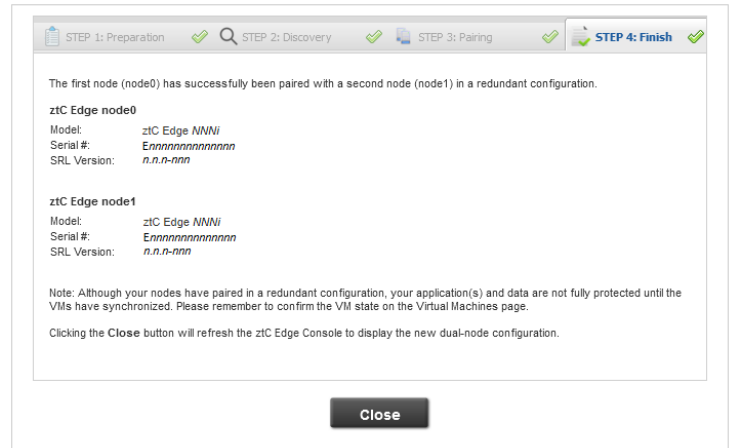 STEP 1: Preparation STEP 2: Discovery STEP 3: Pairing STEP 4: Finish
The first node (node0) has successfully been paired with a second node (node1) in a redundant configuration.
ztC Edge node0
Model: ztC Edge NNNi
Serial #: Ennnnnnnnnnnnn
SRL Version: n.n.n-nnn
ztC Edge node1
Model: ztC Edge NNNi
Serial #: Ennnnnnnnnnnnn
SRL Version: n.n.n-nnn
Note: Although your nodes have paired in a redundant configuration, your application(s) and data are not fully protected until the
VMs have synchronized. Please remember to confirm the VM state on the Virtual Machines page.
Clicking the Close button will refresh the ztC Edge Console to display the new dual-node configuration.
Close